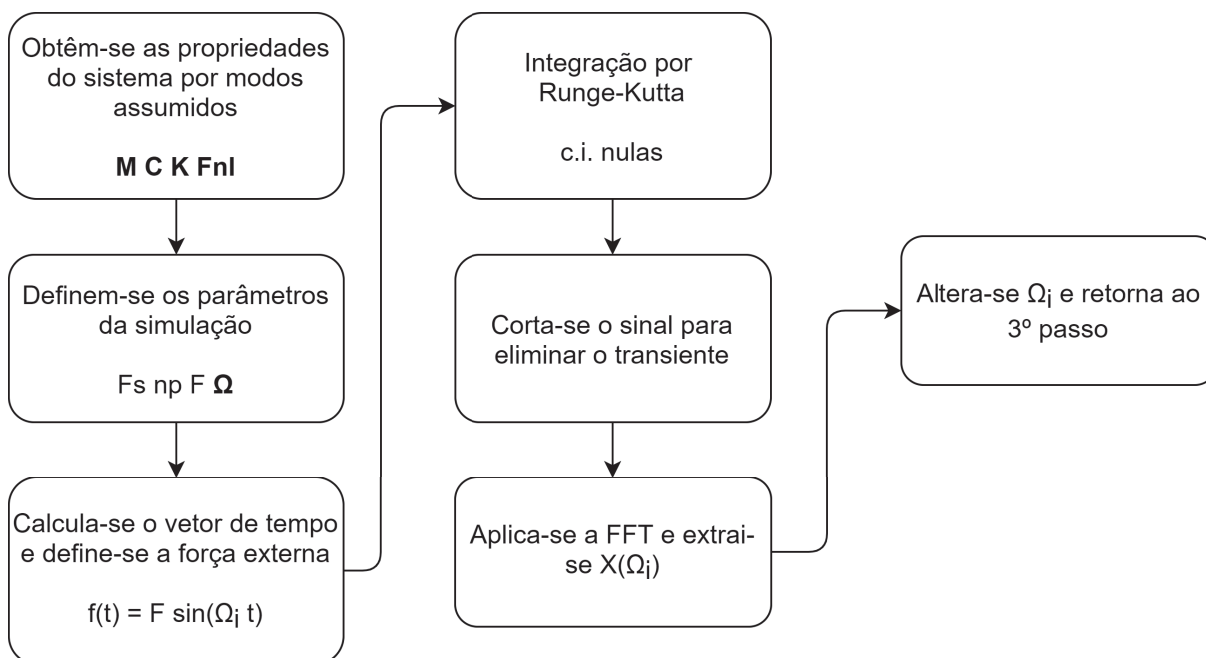 Obtêm-se as propriedades
do sistema por modos
assumidos
M C K Fnl
Definem-se os parâmetros
da simulação
Fs np F Ω
Calcula-se o vetor de tempo
e define-se a força externa
f(t) = F sin(Ωi t)
Integração por
Runge-Kutta
c.i. nulas
Corta-se o sinal para
eliminar o transiente
Aplica-se a FFT e extrai-
se X(Ωi)
Altera-se Ωi e retorna ao
3º passo